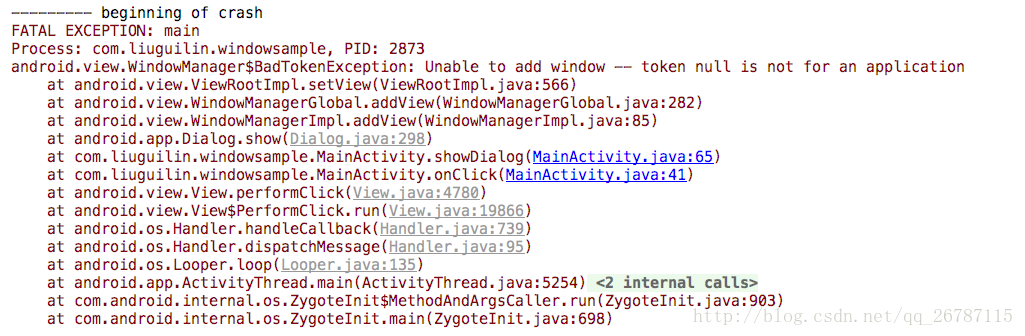 --------- beginning of crash
FATAL EXCEPTION: main
Process: com.liuguilin.windowsample, PID: 2873
android.view.WindowManager$BadTokenException: Unable to add window -- token null is not for an application
    at android.view.ViewRootImpl.setView(ViewRootImpl.java:566)
    at android.view.WindowManagerGlobal.addView(WindowManagerGlobal.java:282)
    at android.view.WindowManagerImpl.addView(WindowManagerImpl.java:85)
    at android.app.Dialog.show(Dialog.java:298)
    at com.liuguilin.windowsample.MainActivity.showDialog(MainActivity.java:65)
    at com.liuguilin.windowsample.MainActivity.onClick(MainActivity.java:41)
    at android.view.View.performClick(View.java:4780)
    at android.view.View$PerformClick.run(View.java:19866)
    at android.os.Handler.handleCallback(Handler.java:739)
    at android.os.Handler.dispatchMessage(Handler.java:95)
    at android.os.Looper.loop(Looper.java:135)
    at android.app.ActivityThread.main(ActivityThread.java:5254) <2 internal calls>
    at com.android.internal.os.ZygoteInit$MethodAndArgsCaller.run(ZygoteInit.java:903)
    at com.android.internal.os.ZygoteInit.main(ZygoteInit.java:698)
http://blog.csdn.net/qq_26787115